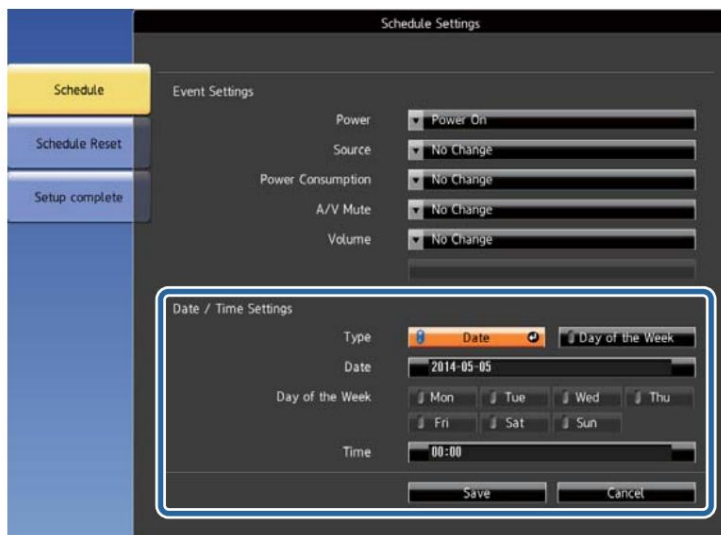 Schedule Settings
Schedule
Schedule Reset
Setup complete
Event Settings
Power Power On
Source No Change
Power Consumption No Change
A/V Mute No Change
Volume No Change
Date / Time Settings
Type Date Day of the Week
Date 2014-05-05
Day of the Week Mon Tue Wed Thu
Fri Sat Sun
Time 00:00
Save Cancel